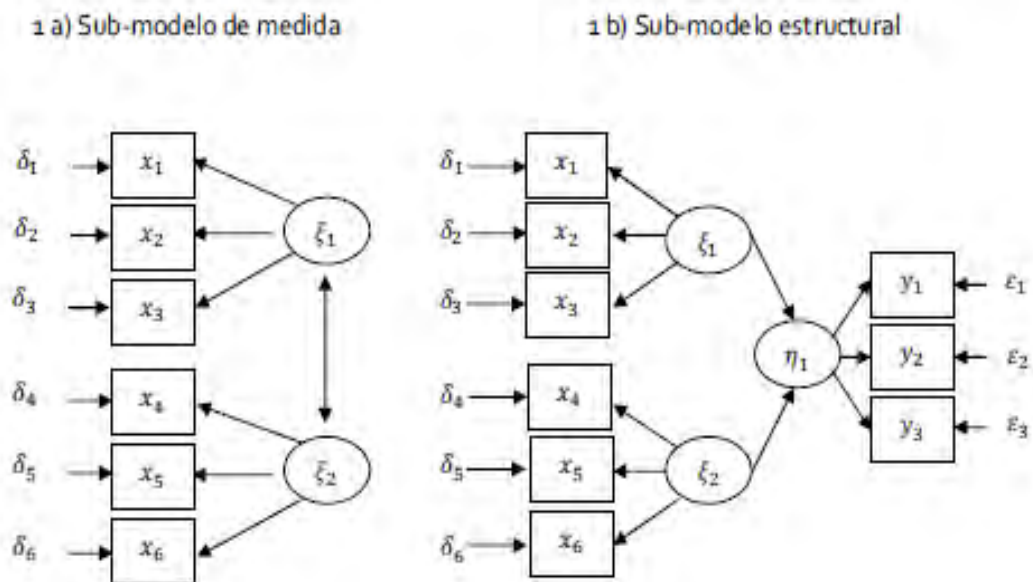 1 a) Sub-modelo de medida
δ₁ x₁
ξ₁
δ₂ x₂
δ₃ x₃
δ₄ x₄
δ₅ x₅
ξ₂
δ₆ x₆
1 b) Sub-modelo estructural
δ₁ x₁
δ₂ x₂
ξ₁
δ₃ x₃
y₁ ε₁
η₁
y₂ ε₂
y₃ ε₃
δ₄ x₄
δ₅ x₅
ξ₂
δ₆ x₆